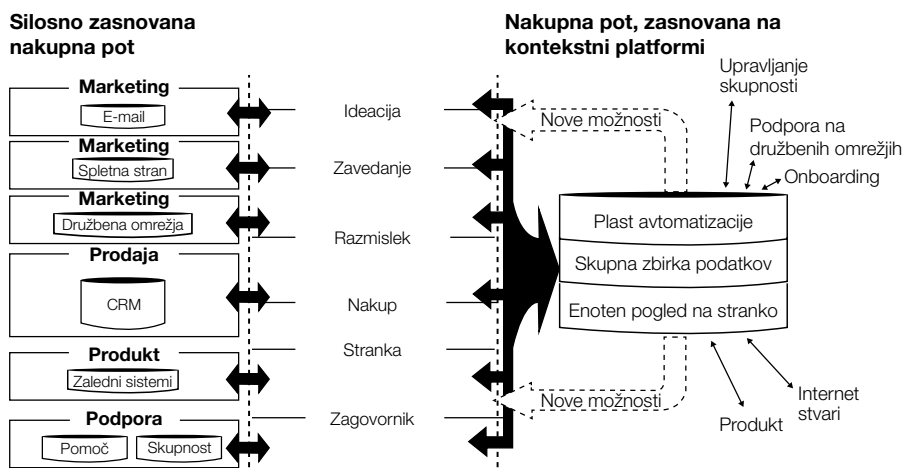 Silosno zasnovana
nakupna pot
Nakupna pot, zasnovana na
kontekstni platformi
Marketing
E-mail
Marketing
Spletna stran
Marketing
Družbena omrežja
Prodaja
CRM
Produkt
Zaledni sistemi
Podpora
Pomoč
Skupnost
Ideacija
Zavedanje
Razmislek
Nakup
Stranka
Zagovornik
Nove možnosti
Nove možnosti
Upravljanje
skupnosti
Podpora na
družbenih omrežjih
Onboarding
Plast avtomatizacije
Skupna zbirka podatkov
Enoten pogled na stranko
Internet
stvari
Produkt